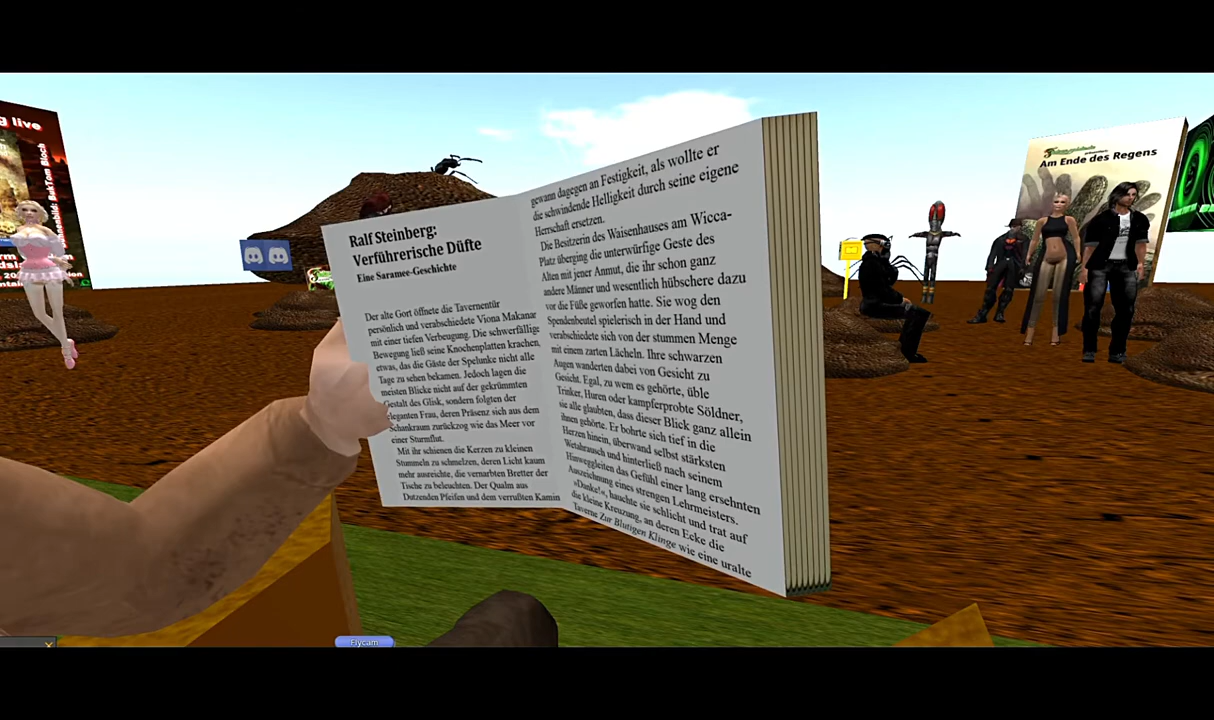 g live
Bühnenbild: BukTom Bloch
Am Ende des Regens
Ralf Steinberg:
Verführerische Düfte
Eine Saramee-Geschichte
Der alte Gort öffnete die Tavernentür
persönlich und verabschiedete Viona Makanar
mit einer tiefen Verbeugung. Die schwerfällige
Bewegung ließ seine Knochenplatten krachen,
etwas, das die Gäste der Spelunke nicht alle
Tage zu sehen bekamen. Jedoch lagen die
meisten Blicke nicht auf der gekrümmten
Gestalt des Glisk, sondern folgten der
eleganten Frau, deren Präsenz sich aus dem
Schankraum zurückzog wie das Meer vor
einer Sturmflut.
Mit ihr schienen die Kerzen zu kleinen
Stummeln zu schmelzen, deren Licht kaum
mehr ausreichte, die vernarbten Bretter der
Tische zu beleuchten. Der Qualm aus
Dutzenden Pfeifen und dem verrußten Kamin
gewann dagegen an Festigkeit, als wollte er
die schwindende Helligkeit durch seine eigene
Herrschaft ersetzen.
Die Besitzerin des Waisenhauses am Wicca-
Platz überging die unterwürfige Geste des
Alten mit jener Anmut, die ihr schon ganz
andere Männer und wesentlich hübschere dazu
vor die Füße geworfen hatte. Sie wog den
Spendenbeutel spielerisch in der Hand und
verabschiedete sich von der stummen Menge
mit einem zarten Lächeln. Ihre schwarzen
Augen wanderten dabei von Gesicht zu
Gesicht. Egal, zu wem es gehörte, üble
Trinker, Huren oder kampferprobte Söldner,
sie alle glaubten, dass dieser Blick ganz allein
ihnen gehörte. Er bohrte sich tief in die
Herzen hinein, überwand selbst stärksten
Wetahrausch und hinterließ nach seinem
Hinweggleiten das Gefühl einer lang ersehnten
Auszeichnung eines strengen Lehrmeisters.
»Danke!«, hauchte sie schlicht und trat auf
die kleine Kreuzung, an deren Ecke die
Taverne Zur Blutigen Klinge wie eine uralte
Flycam